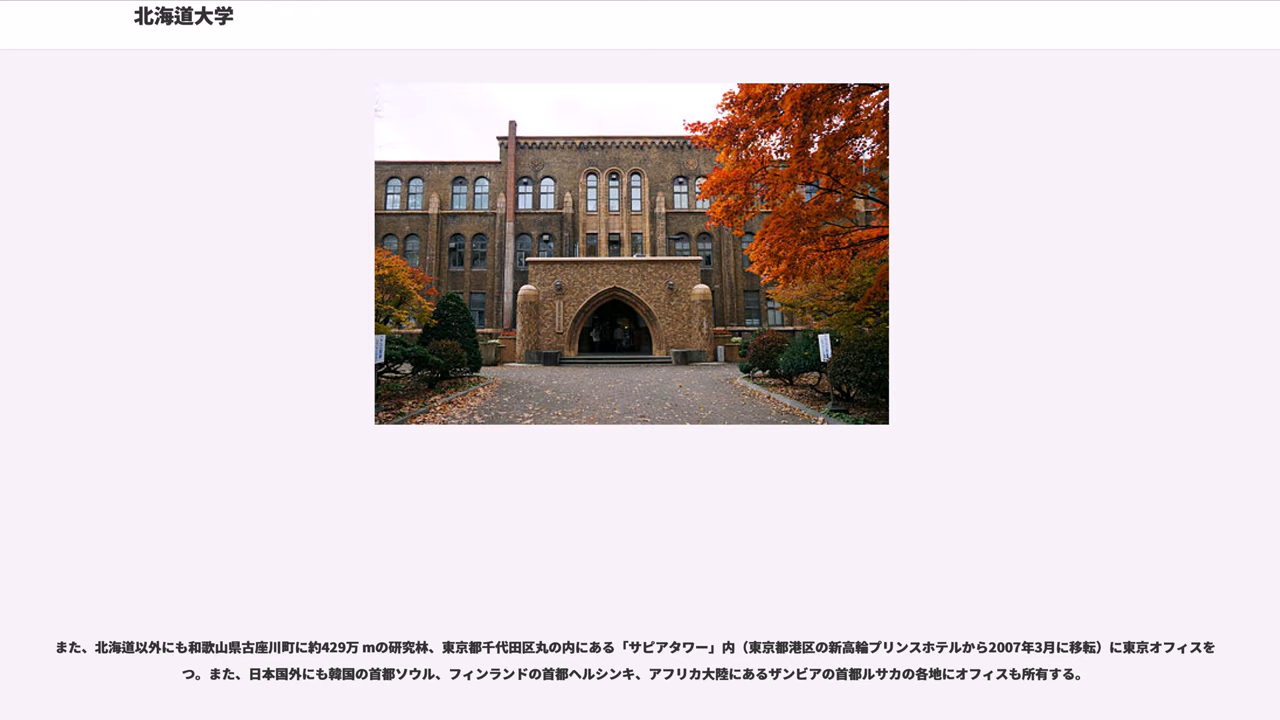 北海道大学
また、北海道以外にも和歌山県古座川町に約429万 mの研究林、東京都千代田区丸の内にある「サピアタワー」内（東京都港区の新高輪プリンスホテルから2007年3月に移転）に東京オフィスを
つ。また、日本国外にも韓国の首都ソウル、フィンランドの首都ヘルシンキ、アフリカ大陸にあるザンビアの首都ルサカの各地にオフィスも所有する。